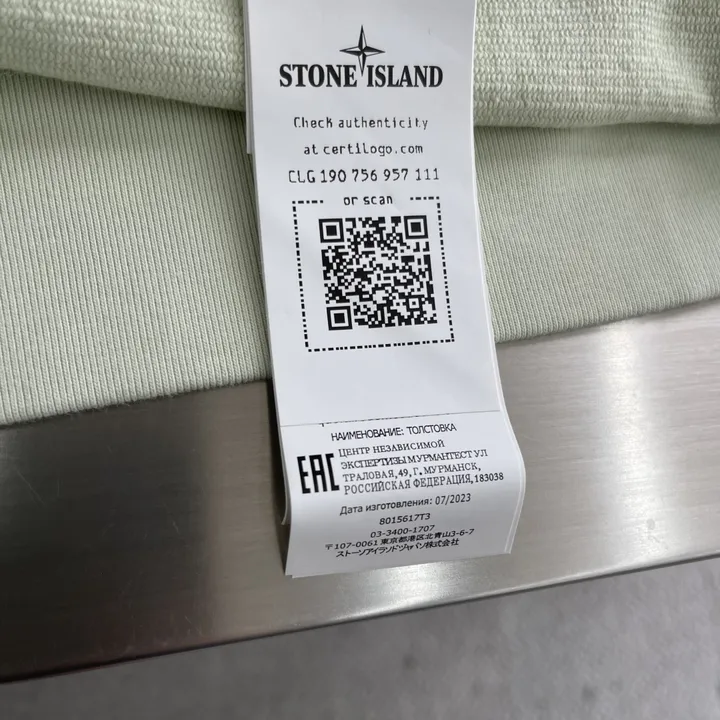 STONE ISLAND
Check authenticity
at certilogo.com
CLG 190 756 957 111
or scan
НАИМЕНОВАНИЕ: ТОЛСТОВКА
EAC
ЦЕНТР НЕЗАВИСИМОЙ
ЭКСПЕРТИЗЫ МУРМАНТЕСТ УЛ
ТРАЛОВАЯ,49,Г.МУРМАНСК,
РОССИЙСКАЯ ФЕДЕРАЦИЯ,183038
Дата изготовления: 07/2023
8015617T3
03-3400-1707
〒107-0061 東京都港区北青山3-6-7
ストーンアイランドジャパン株式会社